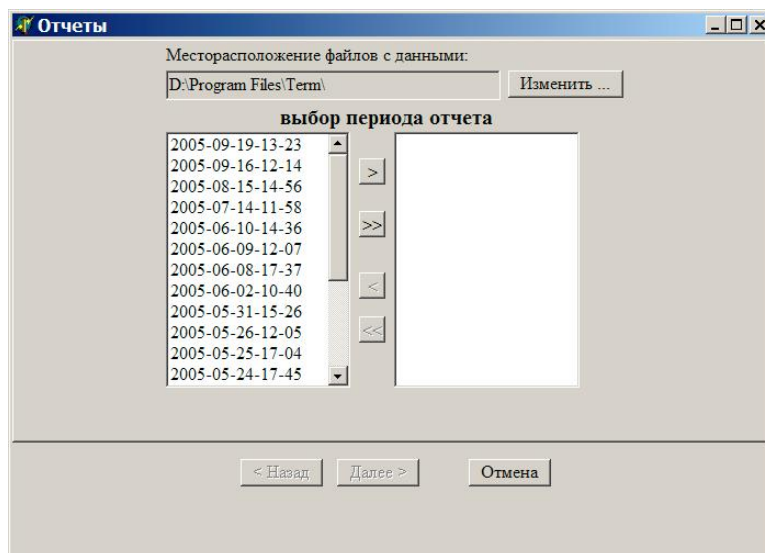 Отчеты
Месторасположение файлов с данными:
D:\Program Files\Term\
Изменить ...
выбор периода отчета
2005-09-19-13-23
2005-09-16-12-14
2005-08-15-14-56
2005-07-14-11-58
2005-06-10-14-36
2005-06-09-12-07
2005-06-08-17-37
2005-06-02-10-40
2005-05-31-15-26
2005-05-26-12-05
2005-05-25-17-04
2005-05-24-17-45
>
>>
<
<<
< Назад
Далее >
Отмена